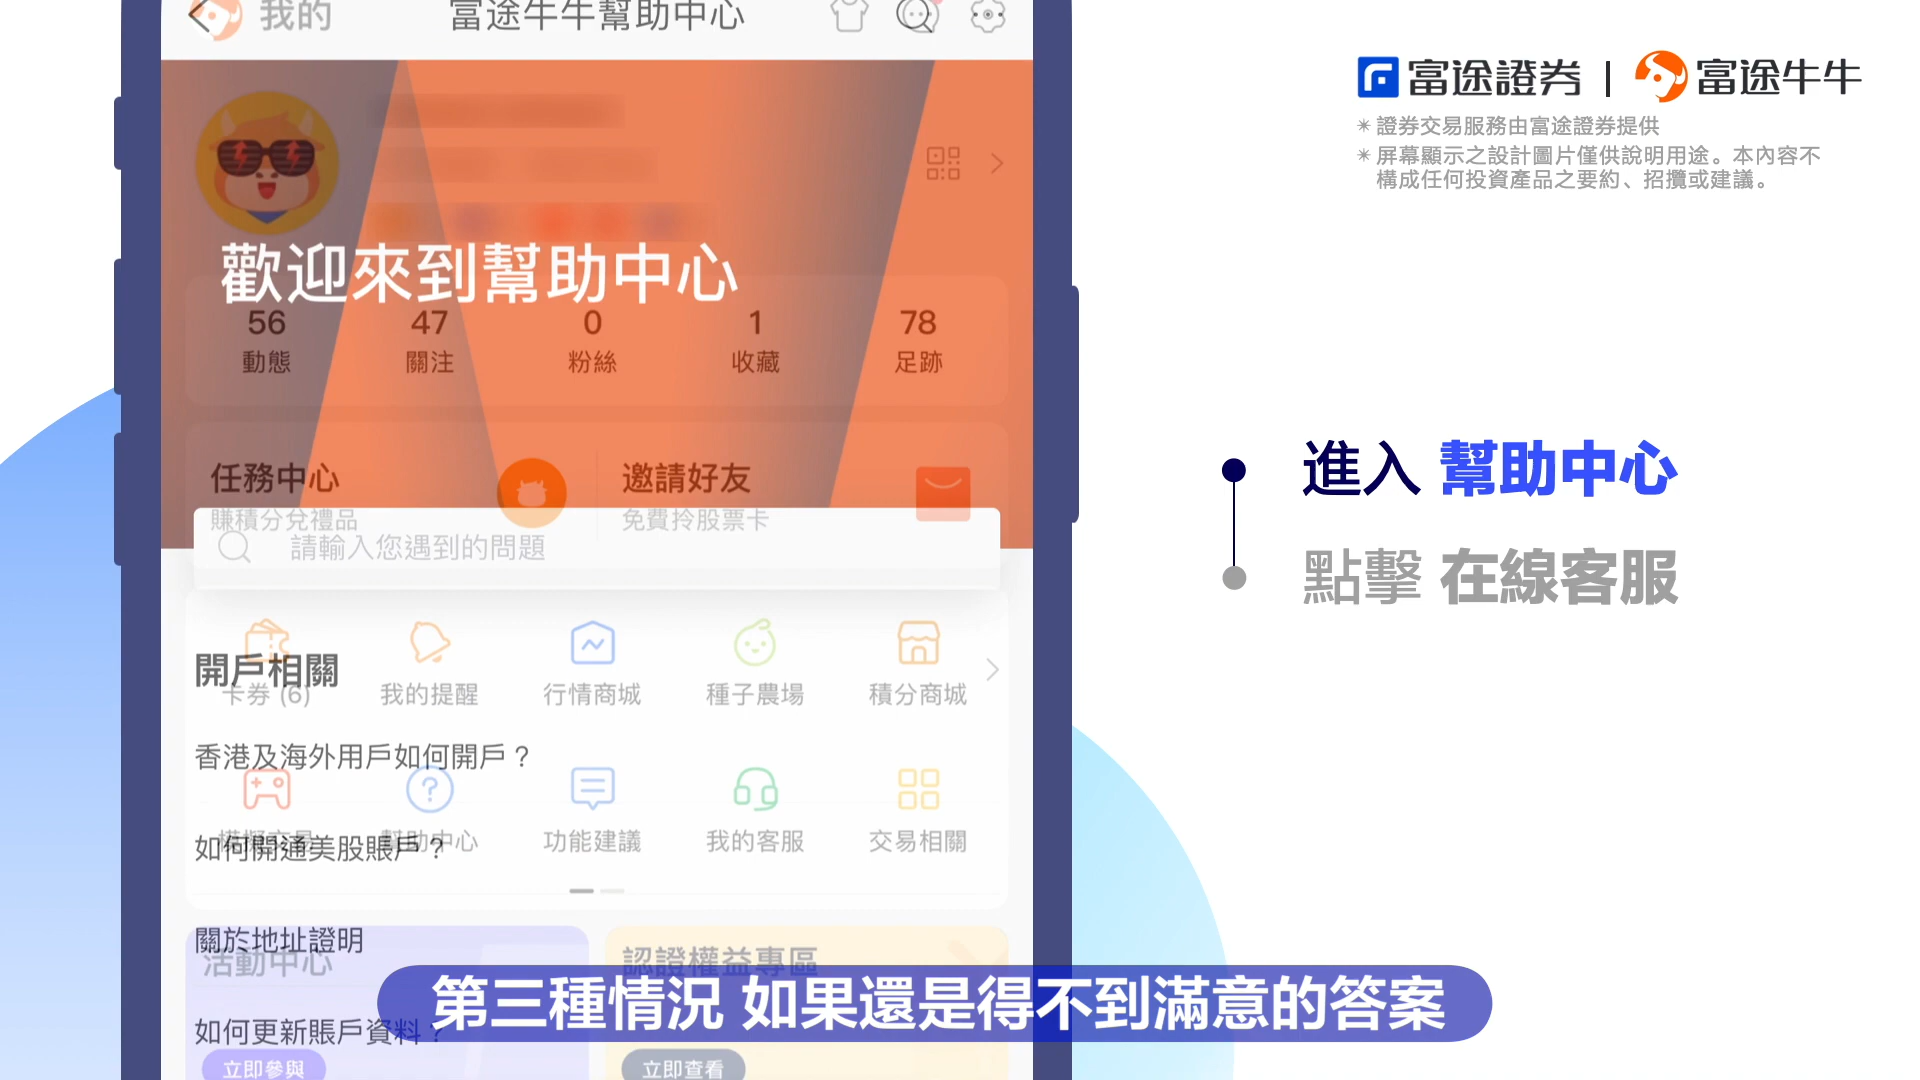 我的
富途牛牛幫助中心
富途證券 | 富途牛牛
✴ 證券交易服務由富途證券提供
✴ 屏幕顯示之設計圖片僅供說明用途。本內容不
構成任何投資產品之要約、招攬或建議。
歡迎來到幫助中心
56 47 0 1 78
動態 關注 粉絲 收藏 足跡
任務中心 邀請好友
賺積分兌禮品 免費拎股票卡
請輸入您遇到的問題
進入 幫助中心
點擊 在線客服
開戶相關
卡券 (6) 我的提醒 行情商城 種子農場 積分商城
香港及海外用戶如何開戶？
模擬交易 幫助中心 功能建議 我的客服 交易相關
如何開通美股賬戶？
關於地址證明
活動中心 認證權益專區
第三種情況 如果還是得不到滿意的答案
如何更新賬戶資料？
立即參與 立即查看